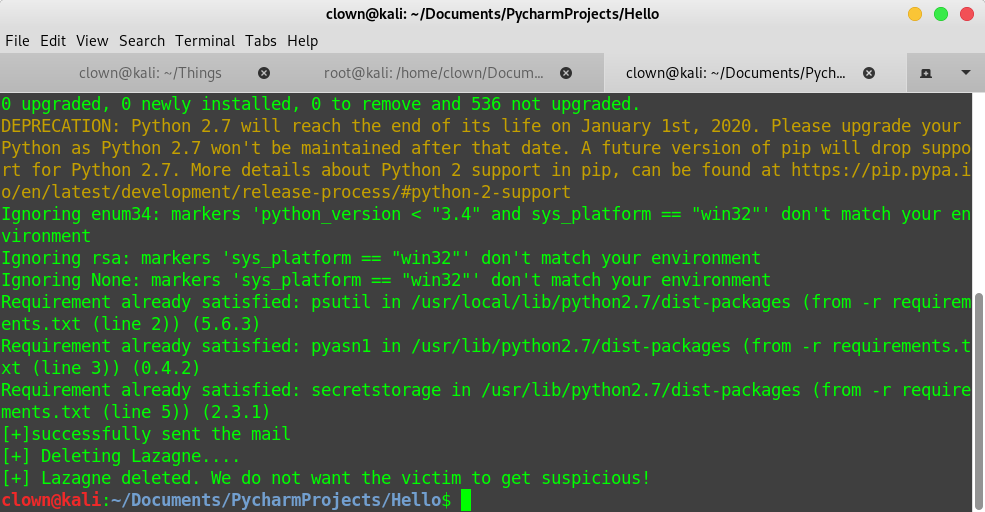 clown@kali: ~/Documents/PycharmProjects/Hello
File Edit View Search Terminal Tabs Help
clown@kali: ~/Things root@kali: /home/clown/Docum... clown@kali: ~/Documents/Pych...
0 upgraded, 0 newly installed, 0 to remove and 536 not upgraded.
DEPRECATION: Python 2.7 will reach the end of its life on January 1st, 2020. Please upgrade your
Python as Python 2.7 won't be maintained after that date. A future version of pip will drop suppo
rt for Python 2.7. More details about Python 2 support in pip, can be found at https://pip.pypa.i
o/en/latest/development/release-process/#python-2-support
Ignoring enum34: markers 'python_version < "3.4" and sys_platform == "win32"' don't match your en
vironment
Ignoring rsa: markers 'sys_platform == "win32"' don't match your environment
Ignoring None: markers 'sys_platform == "win32"' don't match your environment
Requirement already satisfied: psutil in /usr/local/lib/python2.7/dist-packages (from -r requirem
ents.txt (line 2)) (5.6.3)
Requirement already satisfied: pyasn1 in /usr/lib/python2.7/dist-packages (from -r requirements.t
xt (line 3)) (0.4.2)
Requirement already satisfied: secretstorage in /usr/lib/python2.7/dist-packages (from -r require
ments.txt (line 5)) (2.3.1)
[+]successfully sent the mail
[+] Deleting Lazagne....
[+] Lazagne deleted. We do not want the victim to get suspicious!
clown@kali:~/Documents/PycharmProjects/Hello$